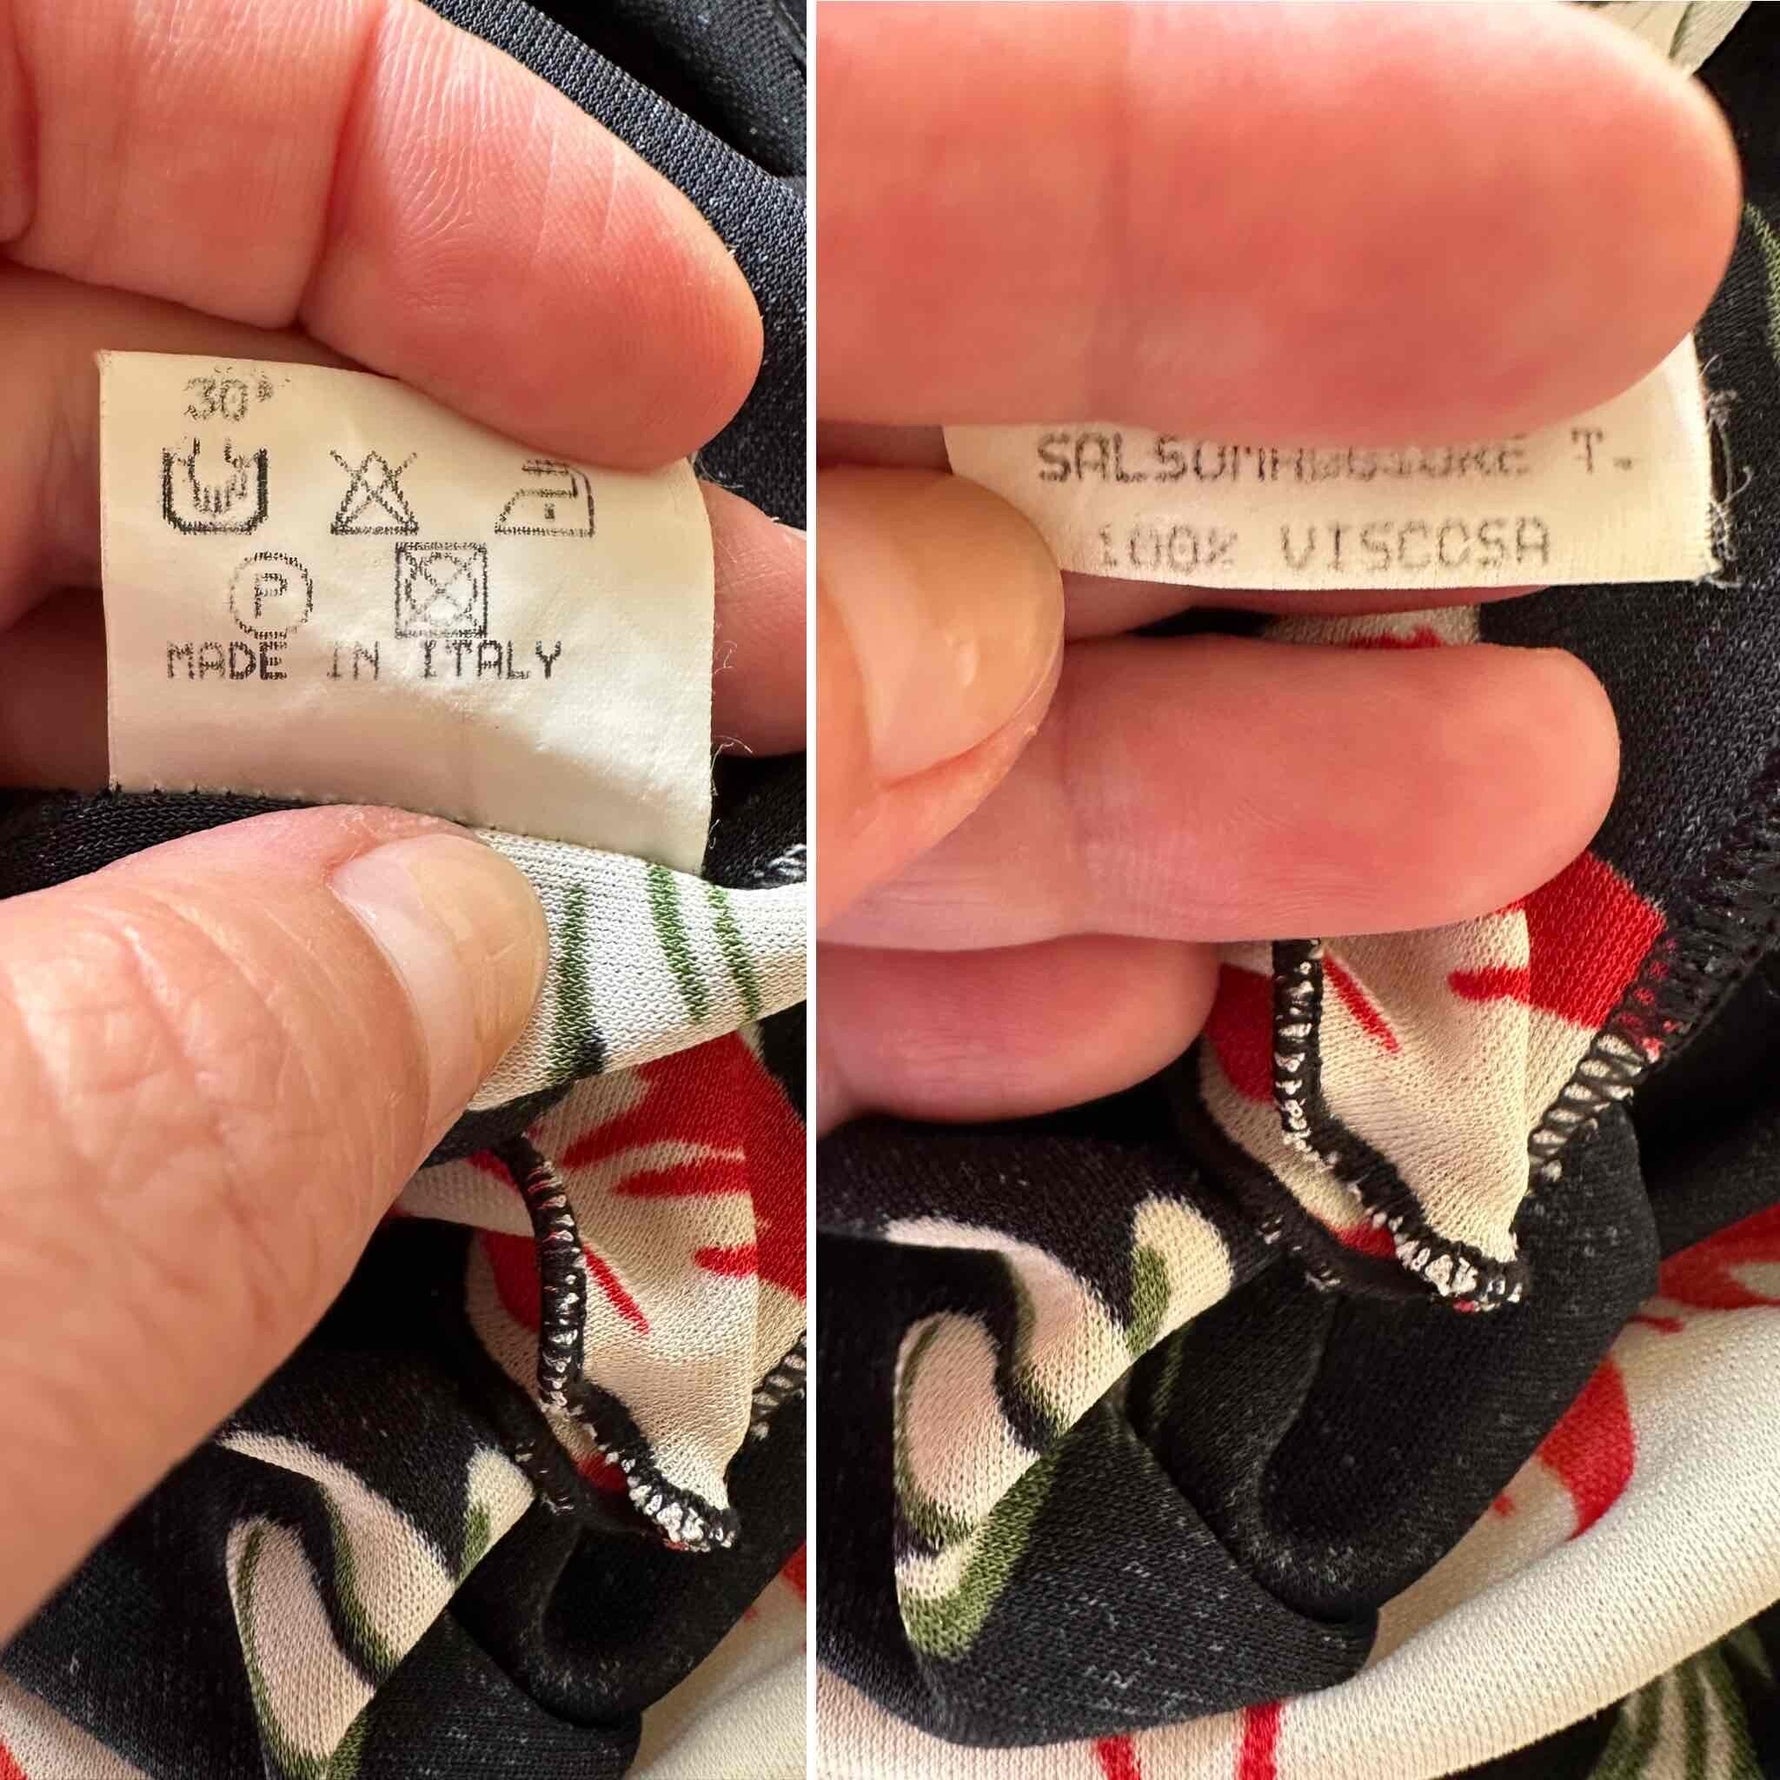 30°
P
MADE IN ITALY
SALSOMAGGIORE T.
100% VISCOSA